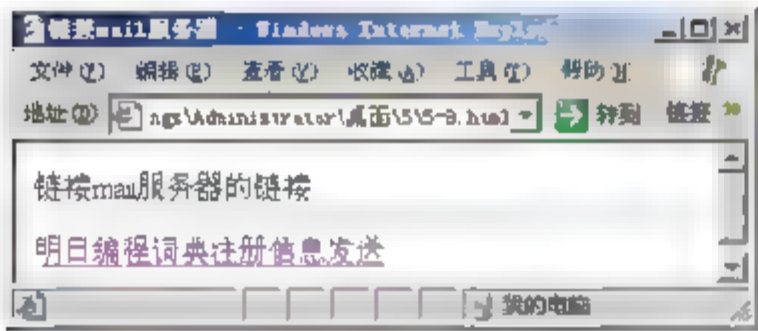 链接mail服务器 - Windows Internet Explo
文件(F) 编辑(E) 查看(V) 收藏(A) 工具(T) 帮助(H)
地址(D) ngs\Administrator\桌面\5\5-9.html 转到 链接 »
链接mail服务器的链接
明日编程词典注册信息发送
我的电脑